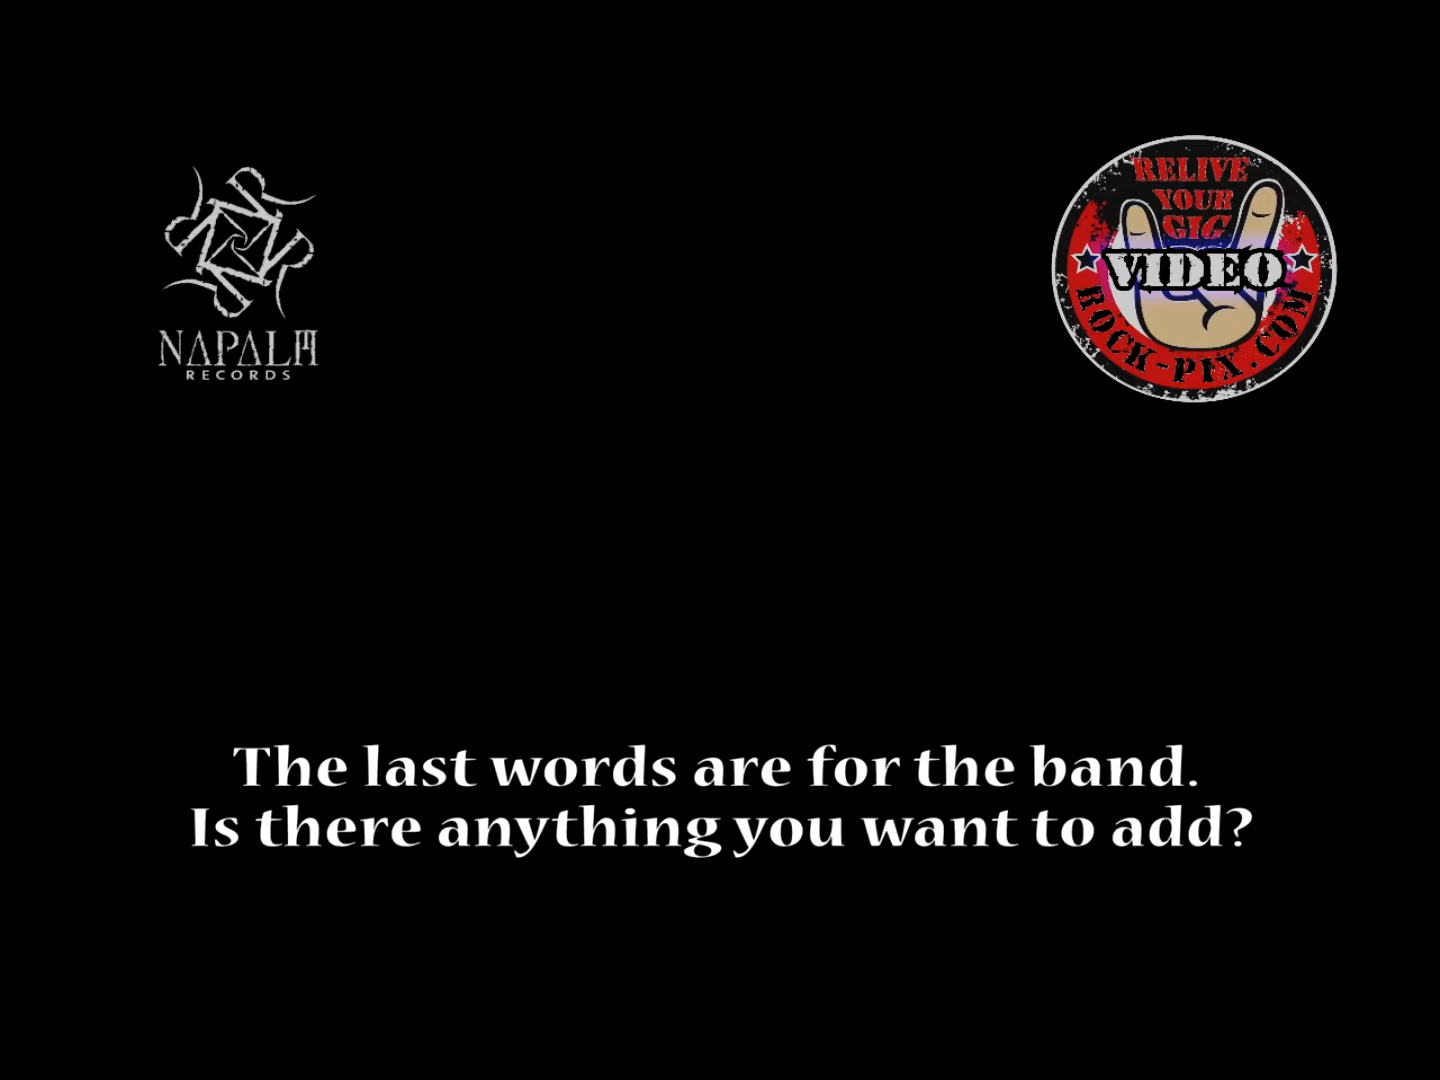 NAPALM
RECORDS
RELIVE
YOUR
GIG
VIDEO
ROCK-PIX.COM
The last words are for the band.
Is there anything you want to add?